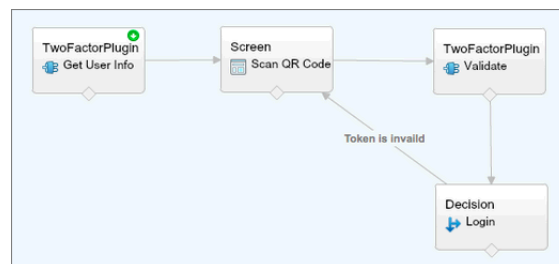 TwoFactorPlugin
Get User Info
Screen
Scan QR Code
TwoFactorPlugin
Validate
Token is invaild
Decision
Login